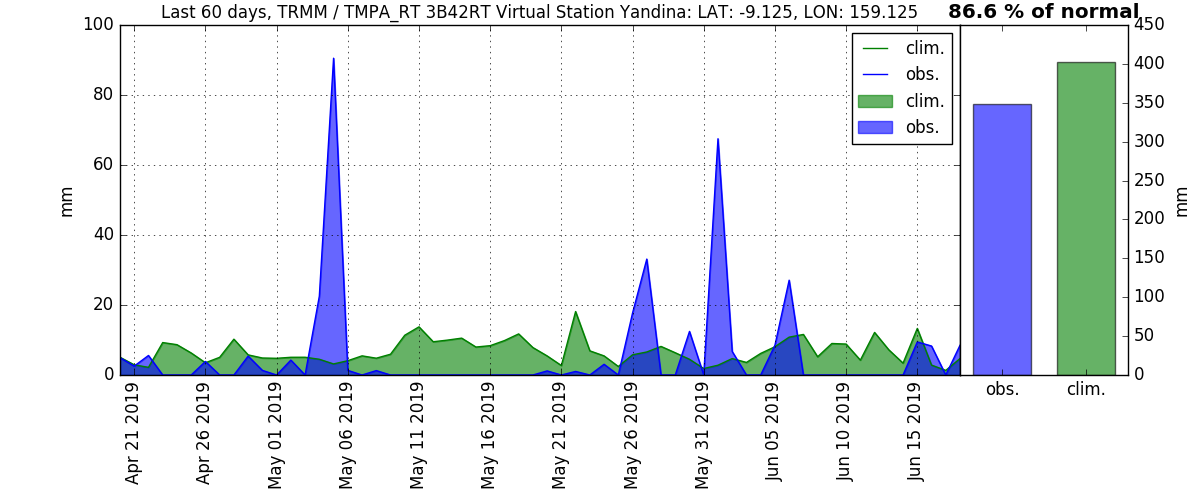 Last 60 days, TRMM / TMPA_RT 3B42RT Virtual Station Yandina: LAT: -9.125, LON: 159.125
86.6 % of normal
100
80
60
40
20
0
mm
clim.
obs.
clim.
obs.
450
400
350
300
250
200
150
100
50
0
mm
obs.
clim.
Apr 21 2019
Apr 26 2019
May 01 2019
May 06 2019
May 11 2019
May 16 2019
May 21 2019
May 26 2019
May 31 2019
Jun 05 2019
Jun 10 2019
Jun 15 2019